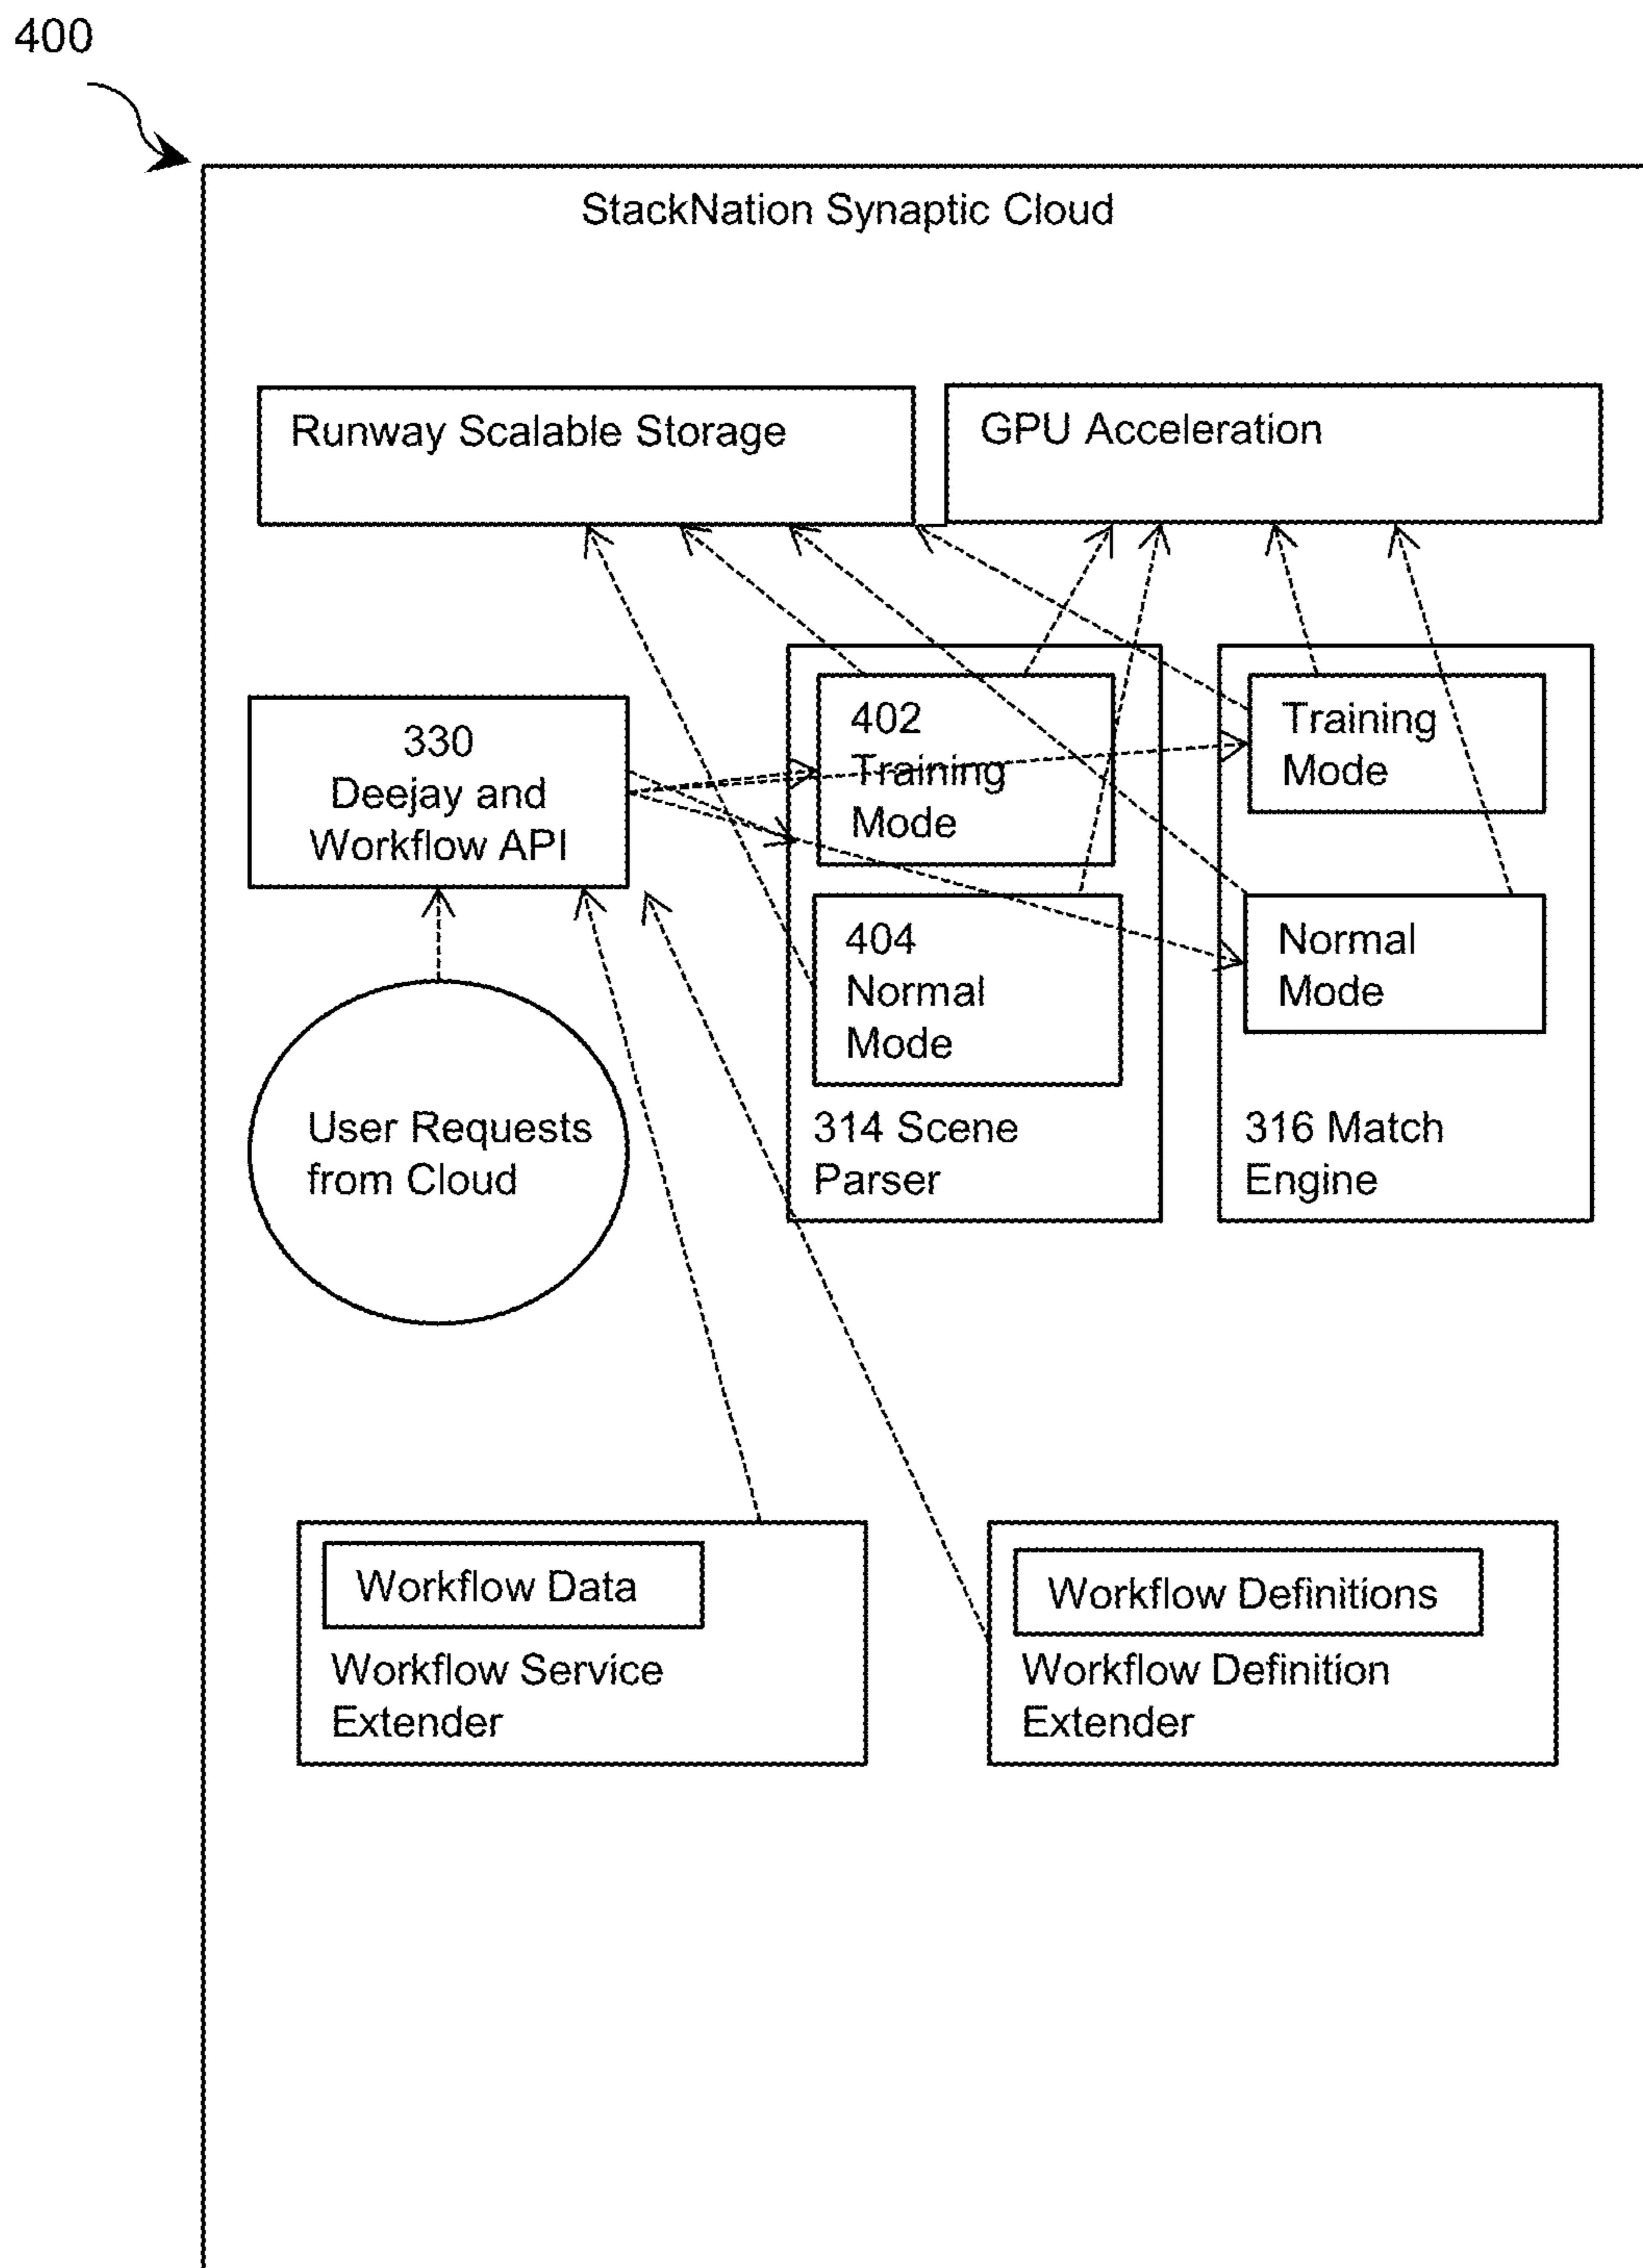 400
StackNation Synaptic Cloud
Runway Scalable Storage
GPU Acceleration
330
Deejay and
Workflow API
402
Training
Mode
404
Normal
Mode
314 Scene
Parser
Training
Mode
Normal
Mode
316 Match
Engine
User Requests
from Cloud
Workflow Data
Workflow Service
Extender
Workflow Definitions
Workflow Definition
Extender